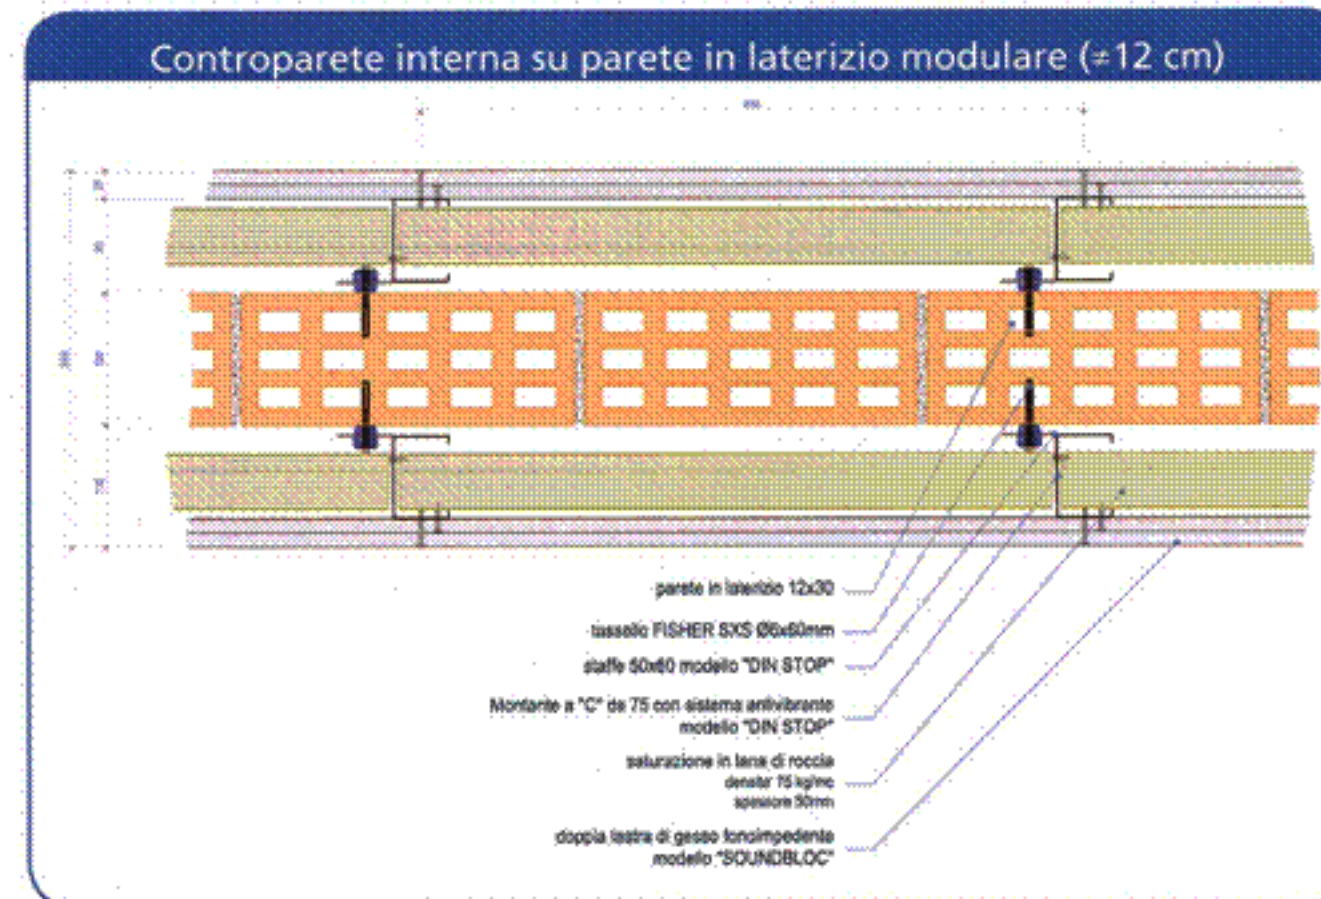 Controparete interna su parete in laterizio modulare (≠12 cm)
parete in laterizio 12x30
tassello FISHER SXS Ø6x60mm
staffe 50x60 modello "DIN STOP"
Montante a "C" da 75 con sistema antivibrante
modello "DIN STOP"
saturazione in lana di roccia
densita' 75 kg/mc
spessore 50mm
doppia lastra di gesso fonoimpedente
modello "SOUNDBLOC"